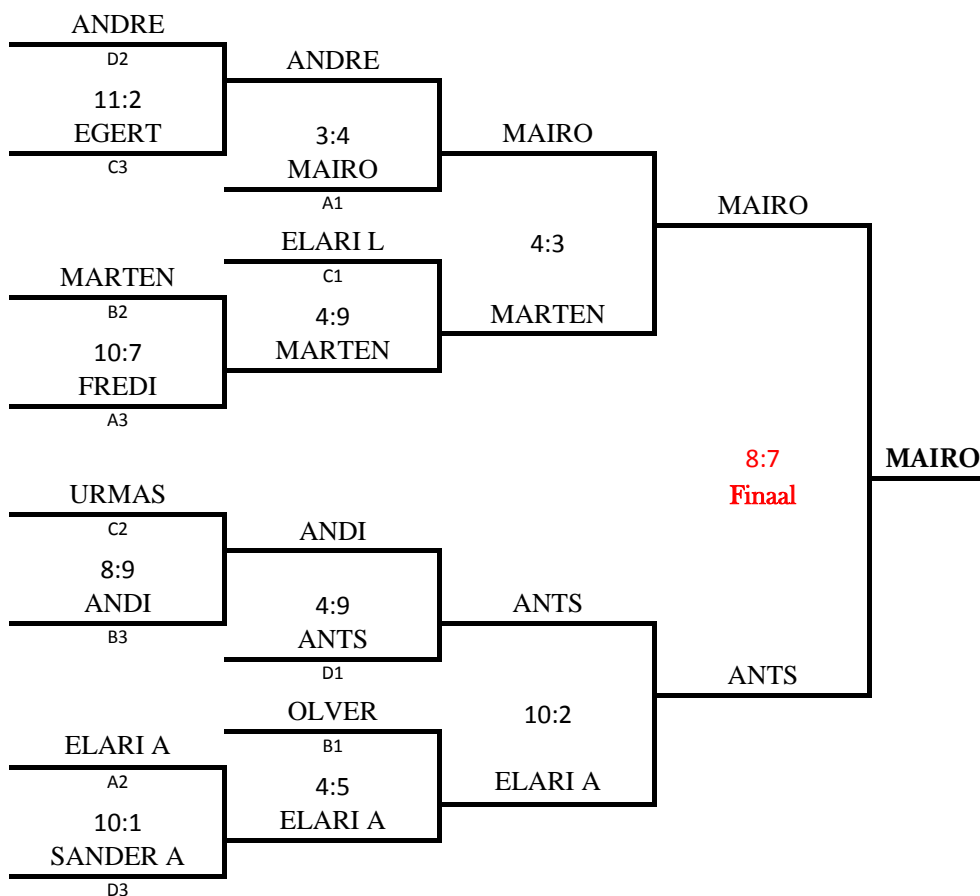 ANDRE
D2
11:2
EGERT
C3
ANDRE
3:4
MAIRO
A1
MAIRO
ELARI L
C1
4:3
MAIRO
MARTEN
B2
10:7
FREDI
A3
4:9
MARTEN
MARTEN
8:7
Finaal
MAIRO
URMAS
C2
8:9
ANDI
B3
ANDI
4:9
ANTS
D1
ANTS
OLVER
B1
10:2
ANTS
ELARI A
A2
10:1
SANDER A
D3
4:5
ELARI A
ELARI A